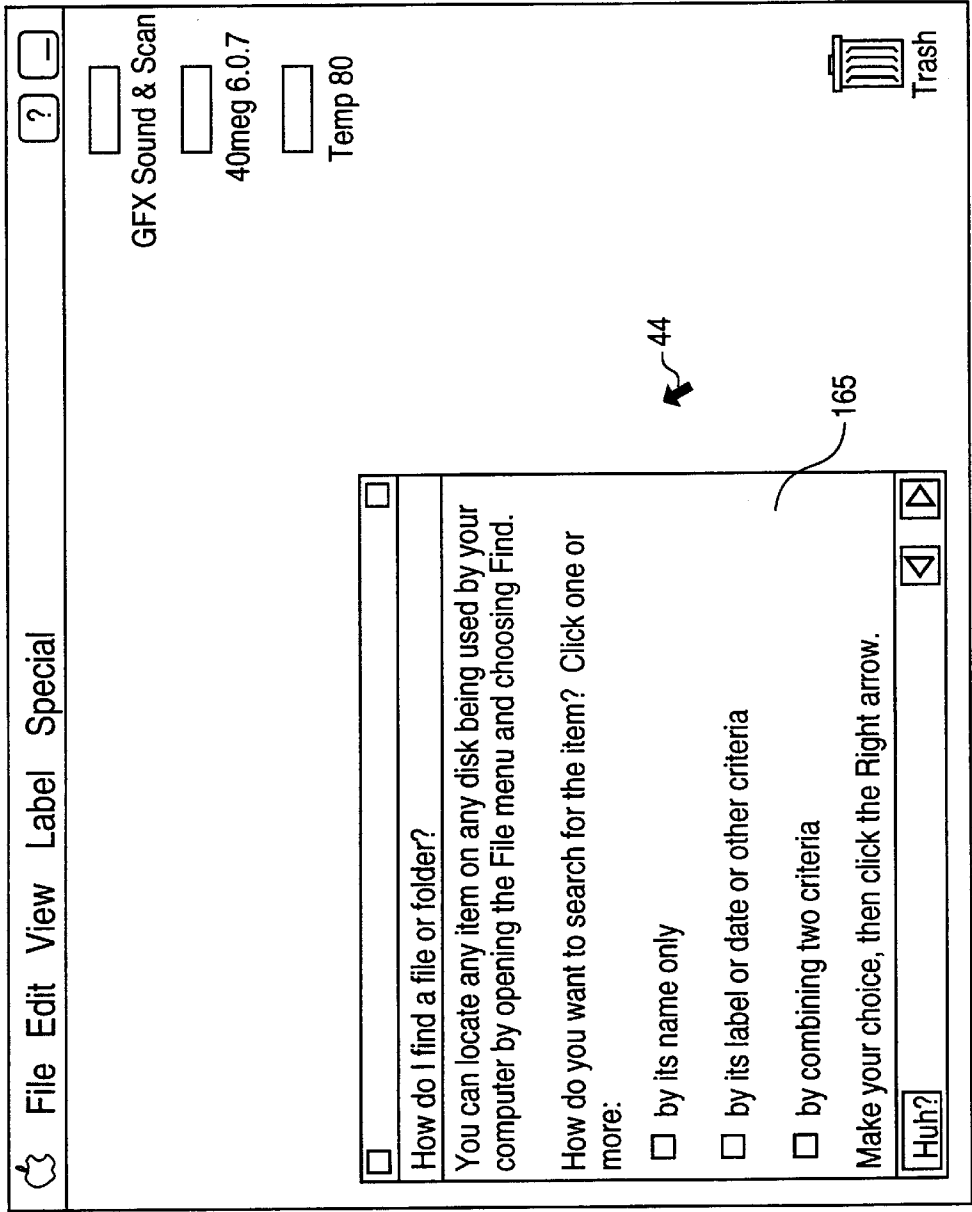 File Edit View Label Special ? _
GFX Sound & Scan
40meg 6.0.7
Temp 80
How do I find a file or folder?
You can locate any item on any disk being used by your
computer by opening the File menu and choosing Find.
How do you want to search for the item? Click one or
more:
by its name only
by its label or date or other criteria
by combining two criteria
Make your choice, then click the Right arrow.
Huh?
44
165
Trash